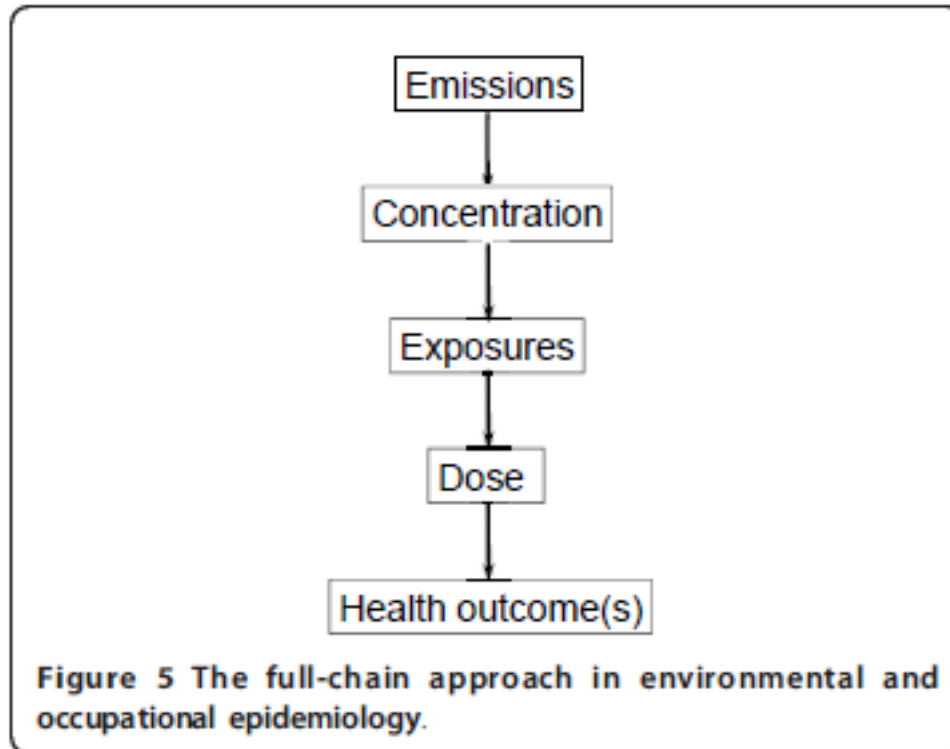 Emissions
Concentration
Exposures
Dose
Health outcome(s)
Figure 5 The full-chain approach in environmental and
occupational epidemiology.